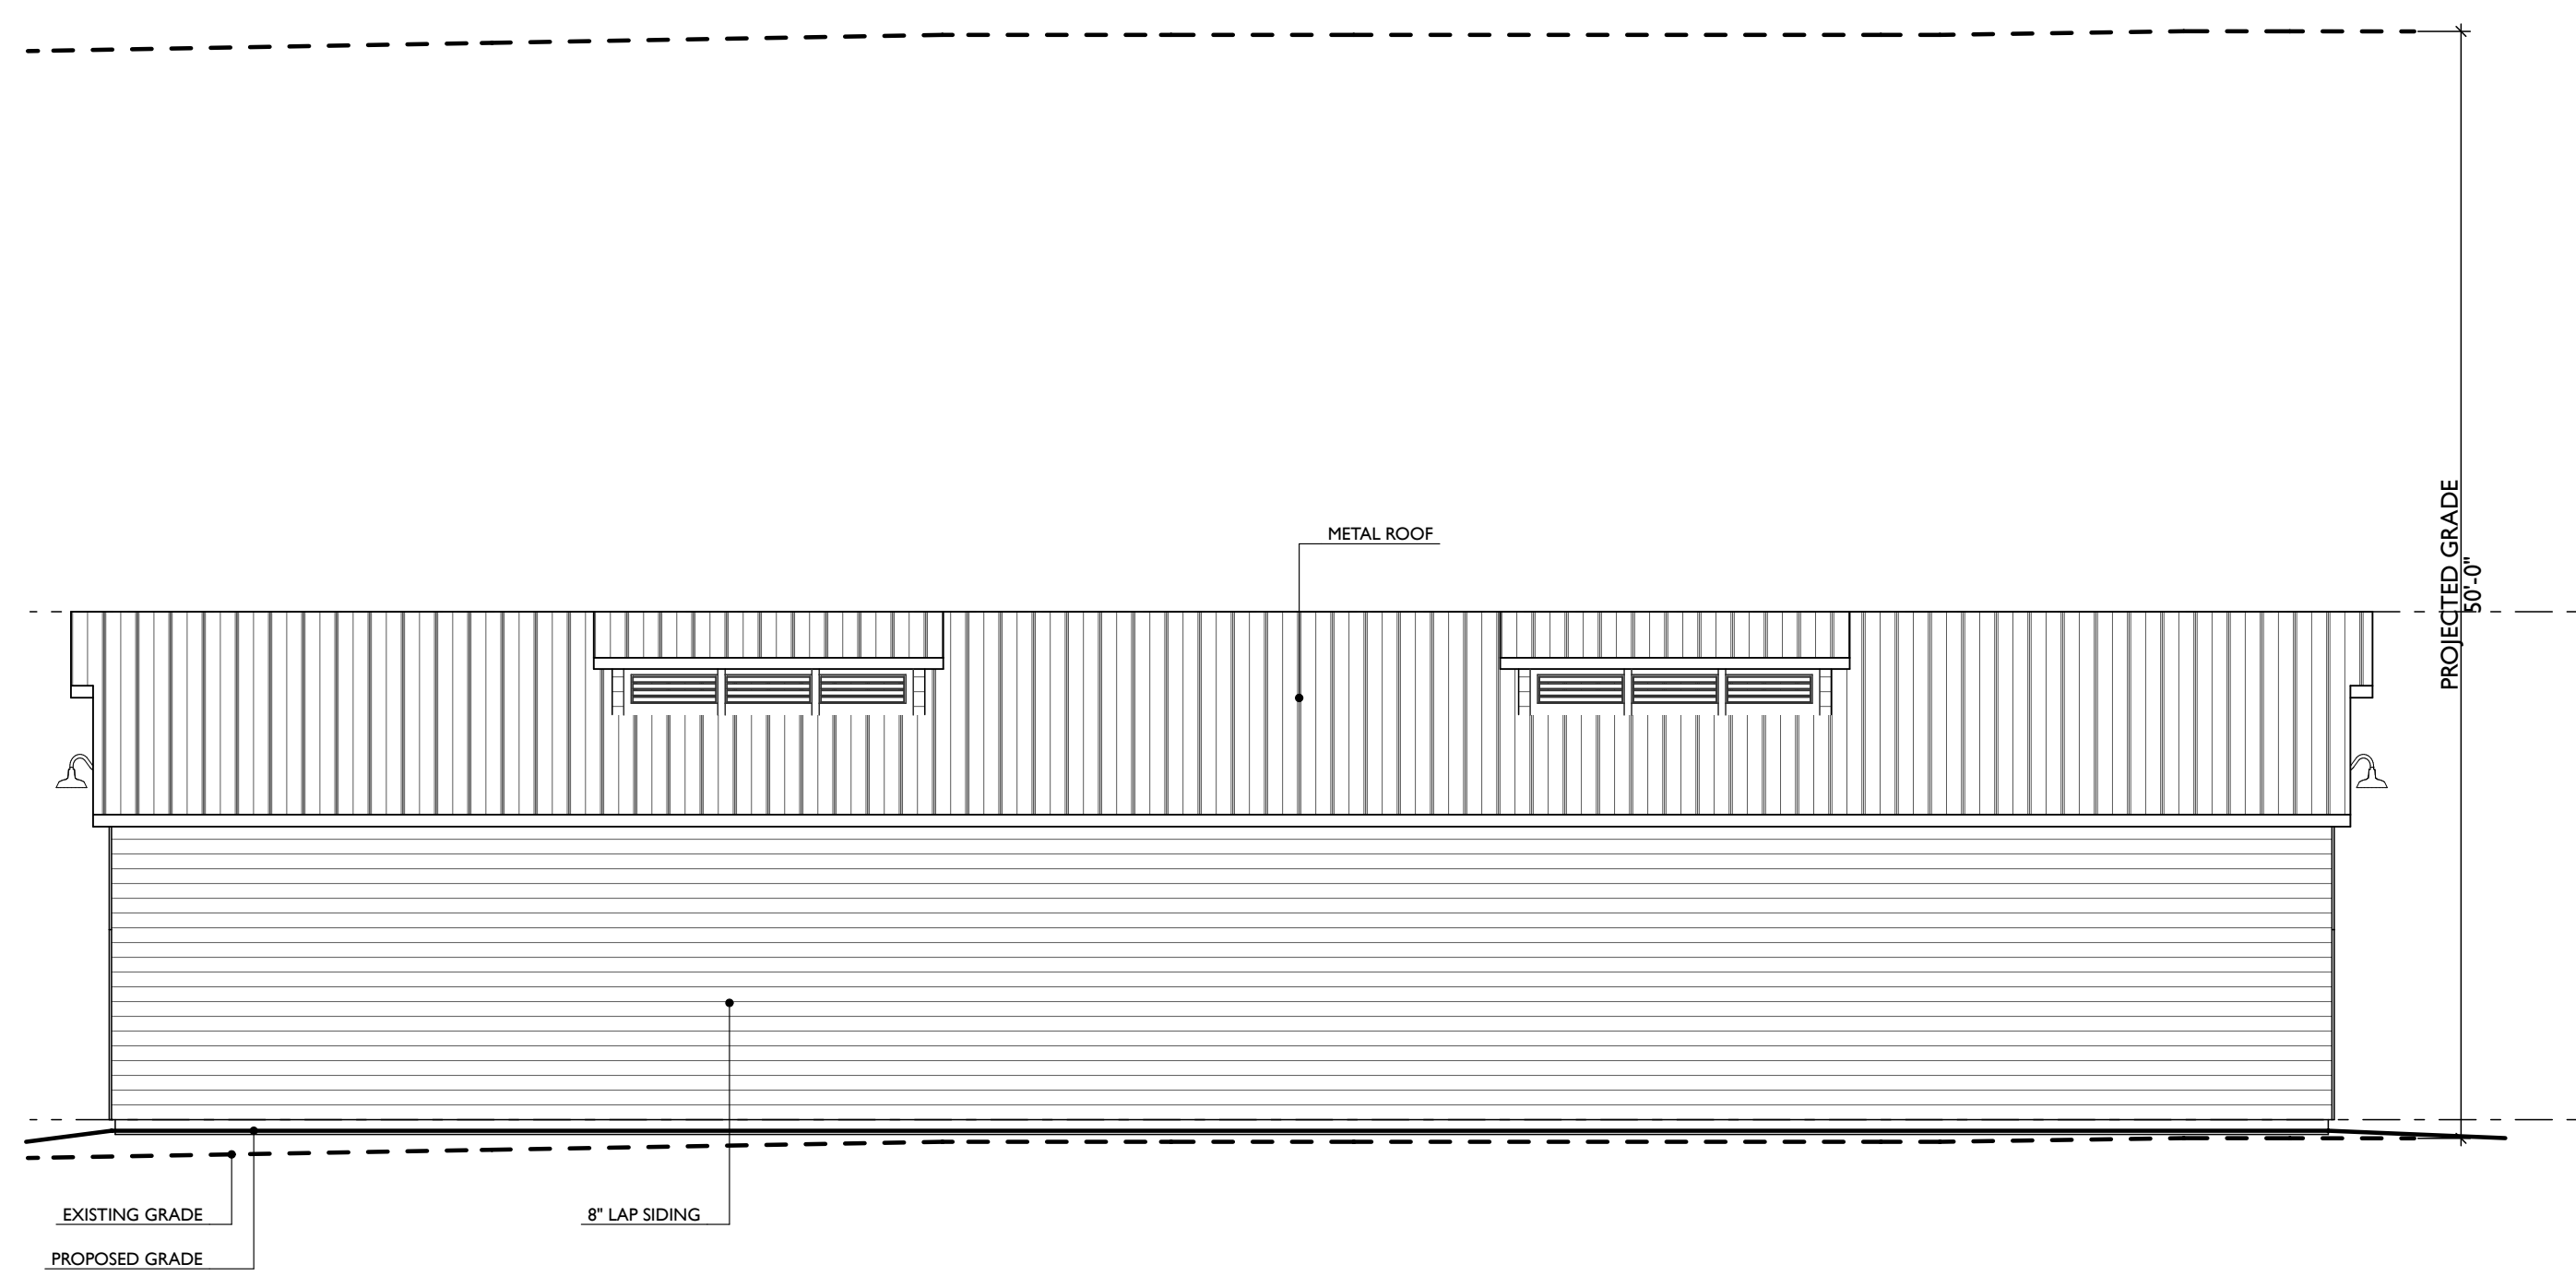 METAL ROOF
PROJECTED GRADE
50'-0"
EXISTING GRADE
8" LAP SIDING
PROPOSED GRADE